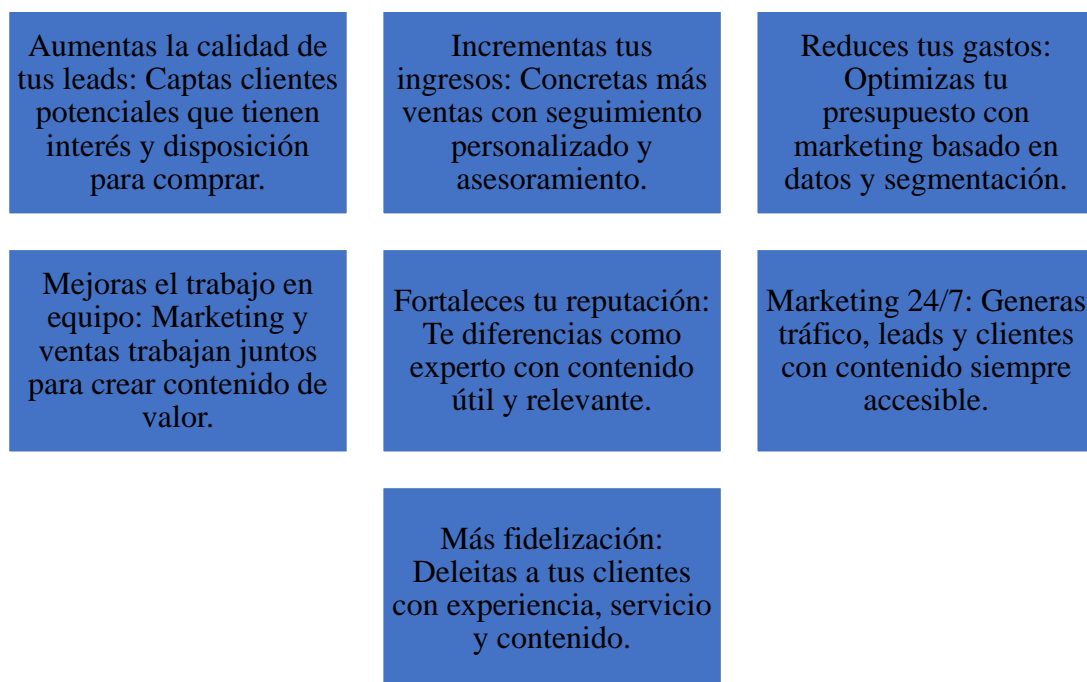 Aumentas la calidad de
tus leads: Captas clientes
potenciales que tienen
interés y disposición
para comprar.
Incrementas tus
ingresos: Concretas más
ventas con seguimiento
personalizado y
asesoramiento.
Reduces tus gastos:
Optimizas tu
presupuesto con
marketing basado en
datos y segmentación.
Mejoras el trabajo en
equipo: Marketing y
ventas trabajan juntos
para crear contenido de
valor.
Fortaleces tu reputación:
Te diferencias como
experto con contenido
útil y relevante.
Marketing 24/7: Generas
tráfico, leads y clientes
con contenido siempre
accesible.
Más fidelización:
Deleitas a tus clientes
con experiencia, servicio
y contenido.